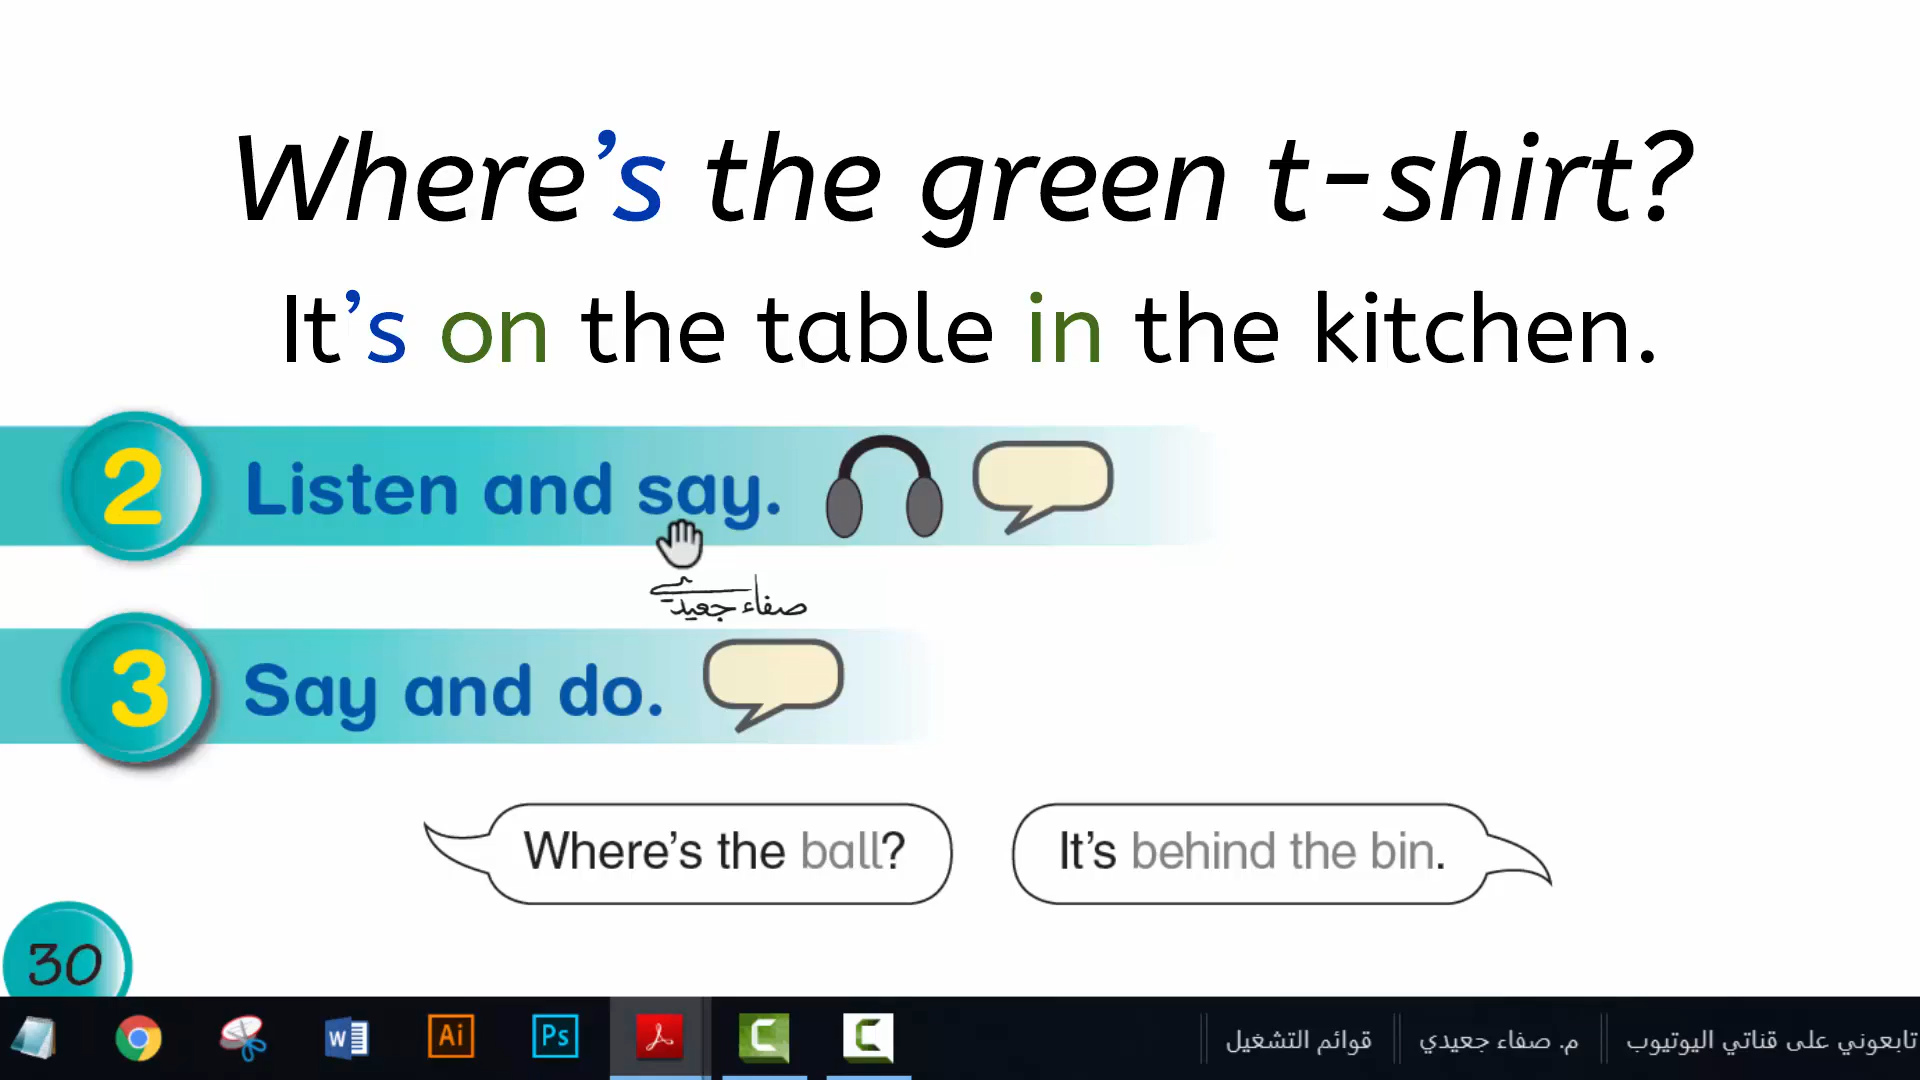 Where’s the green t-shirt?
It’s on the table in the kitchen.
2 Listen and say.
صفاء جعيدي
3 Say and do.
Where’s the ball? It’s behind the bin.
30
W Ai Ps C C قوائم التشغيل م. صفاء جعيدي تابعوني على قناتي اليوتيوب